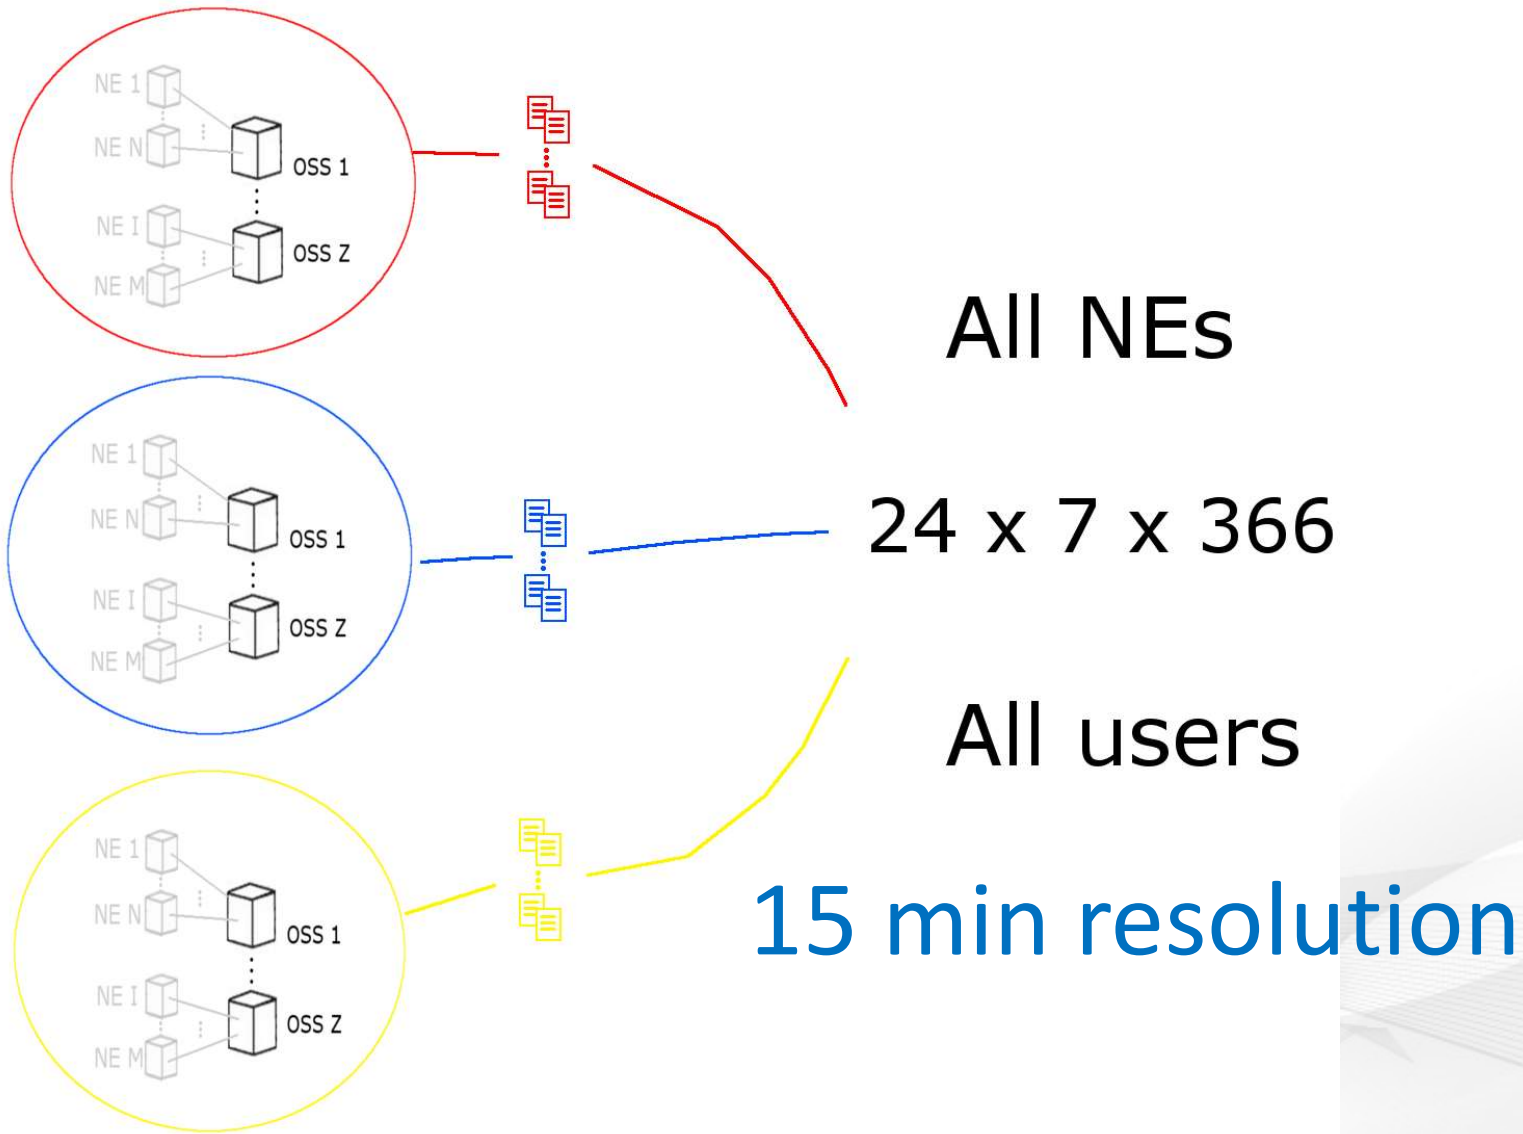 NE 1
NE N
OSS 1
NE I
OSS Z
NE M
NE 1
NE N
OSS 1
NE I
OSS Z
NE M
NE 1
NE N
OSS 1
NE I
OSS Z
NE M
All NEs
24 x 7 x 366
All users
15 min resolution